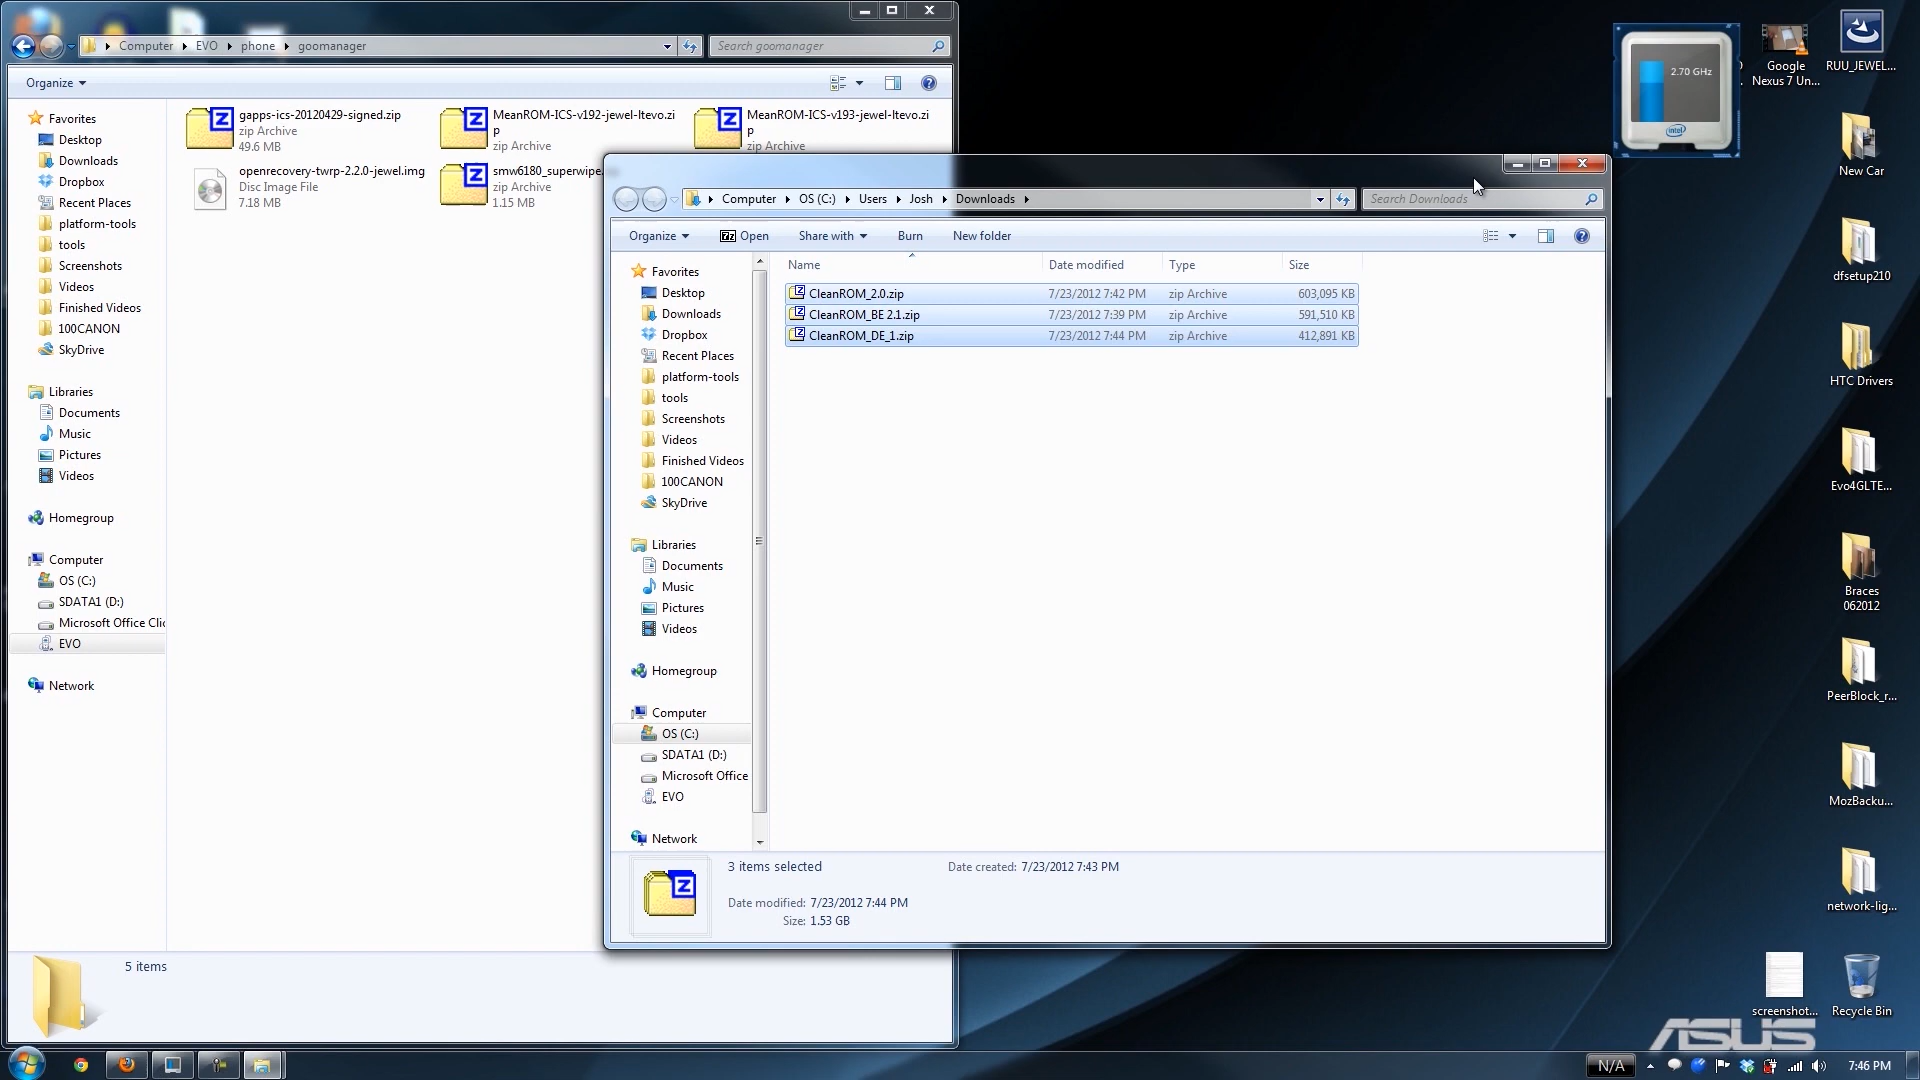 Computer EVO phone goomanager
Search goomanager
Organize
Favorites
Desktop
Downloads
Dropbox
Recent Places
platform-tools
tools
Screenshots
Videos
Finished Videos
100CANON
SkyDrive
Libraries
Documents
Music
Pictures
Videos
Homegroup
Computer
OS (C:)
SDATA1 (D:)
Microsoft Office Clic
EVO
Network
gapps-ics-20120429-signed.zip
zip Archive
49.6 MB
MeanROM-ICS-v192-jewel-ltevo.zi
p
zip Archive
MeanROM-ICS-v193-jewel-ltevo.zi
p
zip Archive
openrecovery-twrp-2.2.0-jewel.img
Disc Image File
7.18 MB
smw6180_superwipe.
zip Archive
1.15 MB
5 items
Computer OS (C:) Users Josh Downloads
Search Downloads
Organize Open Share with Burn New folder
Favorites
Desktop
Downloads
Dropbox
Recent Places
platform-tools
tools
Screenshots
Videos
Finished Videos
100CANON
SkyDrive
Libraries
Documents
Music
Pictures
Videos
Homegroup
Computer
OS (C:)
SDATA1 (D:)
Microsoft Office
EVO
Network
Name Date modified Type Size
CleanROM_2.0.zip 7/23/2012 7:42 PM zip Archive 603,095 KB
CleanROM_BE 2.1.zip 7/23/2012 7:39 PM zip Archive 591,510 KB
CleanROM_DE_1.zip 7/23/2012 7:44 PM zip Archive 412,891 KB
3 items selected Date created: 7/23/2012 7:43 PM
Date modified: 7/23/2012 7:44 PM
Size: 1.53 GB
2.70 GHz
intel
Google
Nexus 7 Un...
RUU_JEWEL...
New Car
dfsetup210
HTC Drivers
Evo4GLTE...
Braces
062012
PeerBlock_r...
MozBacku...
network-lig...
screenshot...
Recycle Bin
ASUS
N/A
7:46 PM